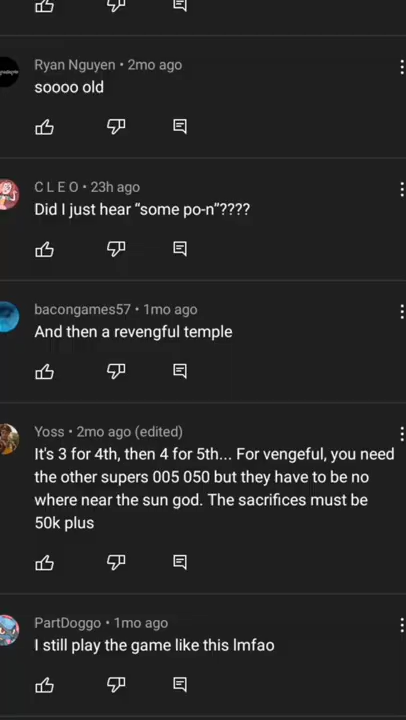 Ryan Nguyen • 2mo ago
soooo old
C L E O • 23h ago
Did I just hear “some po-n”????
bacongames57 • 1mo ago
And then a revengful temple
Yoss • 2mo ago (edited)
It's 3 for 4th, then 4 for 5th... For vengeful, you need
the other supers 005 050 but they have to be no
where near the sun god. The sacrifices must be
50k plus
PartDoggo • 1mo ago
I still play the game like this lmfao